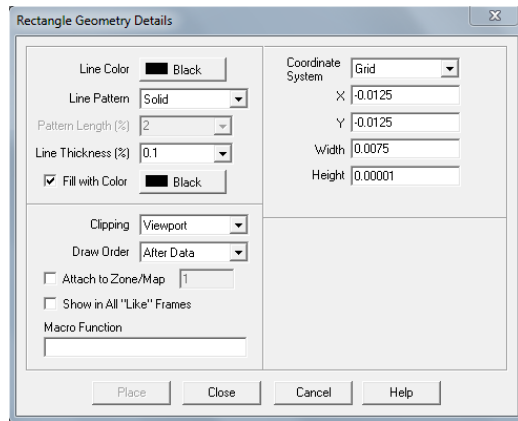 Rectangle Geometry Details
Line Color Black
Line Pattern Solid
Pattern Length (%) 2
Line Thickness (%) 0.1
Fill with Color Black
Coordinate System Grid
X -0.0125
Y -0.0125
Width 0.0075
Height 0.00001
Clipping Viewport
Draw Order After Data
Attach to Zone/Map 1
Show in All "Like" Frames
Macro Function
Place Close Cancel Help